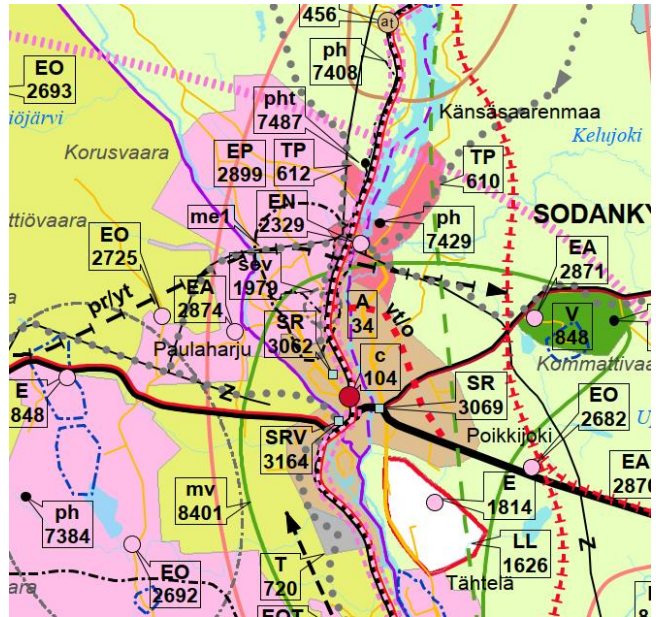 456
at
ph
7408
EO
2693
iöjärvi
pht
7487
Känsäsaarenmaa
Kelujoki
Korusvaara
EP
2899
TP
612
TP
610
ttiövaara
me1
EN
2329
ph
7429
SODANKY
EO
2725
EA
2871
sev
1979
pr/yt
EA
2874
SR
3062
A
34
vt/o
V
848
Paulaharju
c
104
Kommattivaa
E
848
Z
SR
3069
EO
2682
SRV
3164
Poikkijoki
EA
2870
mv
8401
E
1814
ph
7384
Z
LL
1626
EO
2692
T
720
Tähtelä
vaara
EOT
8